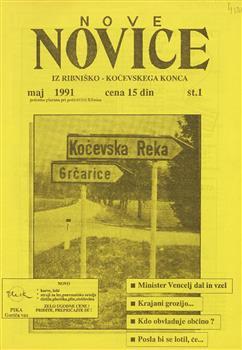 NOVE
NOVICE
IZ RIBNIŠKO - KOČEVSKEGA KONCA
maj 1991 cena 15 din št.1
Kočevska Reka
Grčarice
NOVO
PIKA
Goriča vas
ZELO UGODNE CENE!
PRIDITE, PREPRIČAJTE SE!
Minister Vencelj dal in vzel
Krajani grozijo...
Kdo obvladuje občino ?
Posla bi se lotil, če...